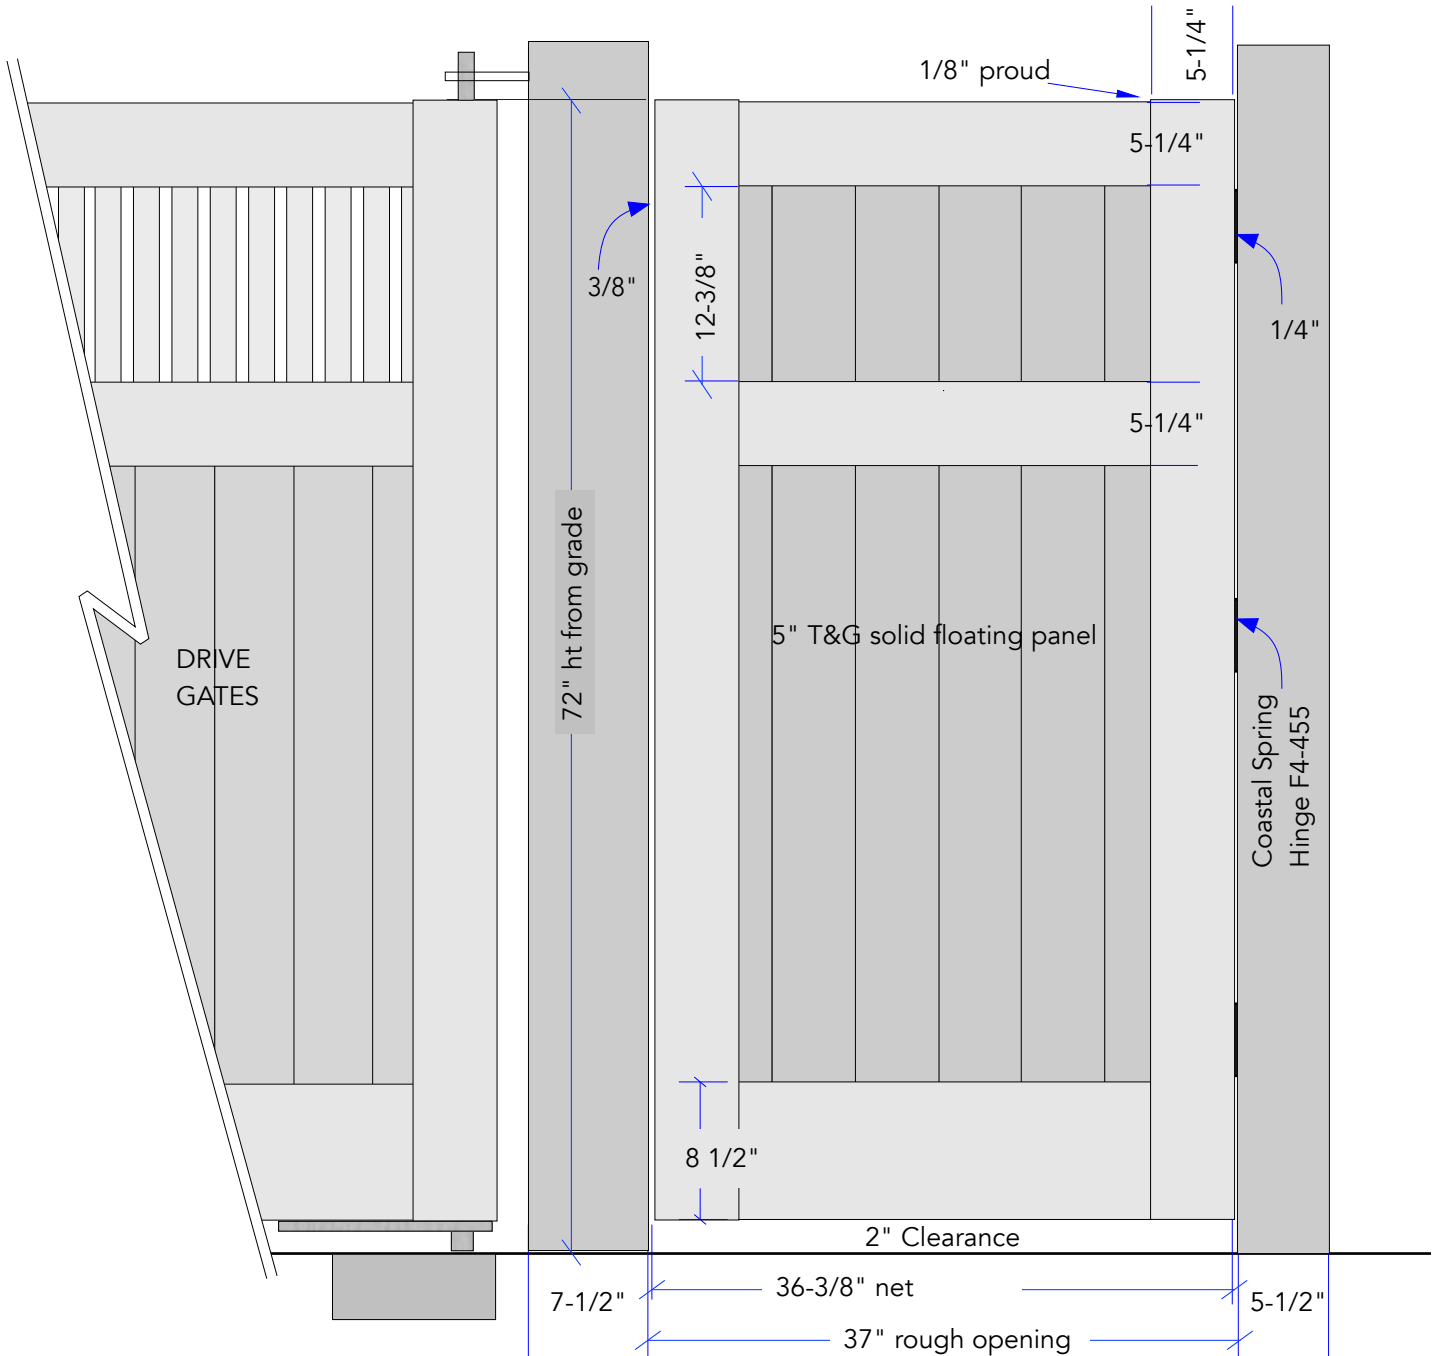 5-1/4"
1/8" proud
5-1/4"
12-3/8"
3/8"
1/4"
5-1/4"
72" ht from grade
5" T&G solid floating panel
DRIVE
GATES
Coastal Spring
Hinge F4-455
8 1/2"
2" Clearance
7-1/2"
36-3/8" net
5-1/2"
37" rough opening